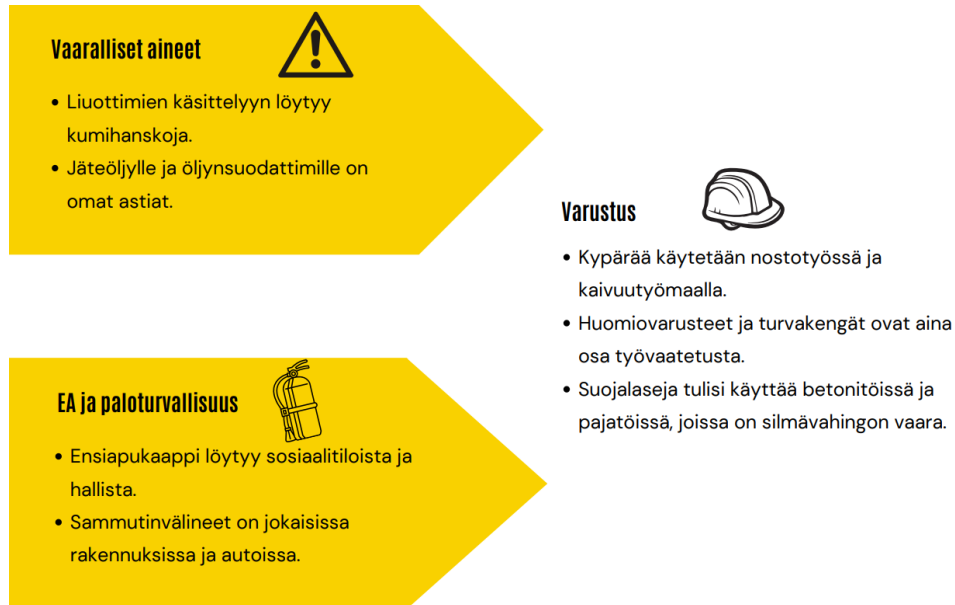 Vaaralliset aineet
• Liuottimien käsittelyyn löytyy
kumihanskoja.
• Jäteöljylle ja öljynsuodattimille on
omat astiat.
Varustus
• Kypärää käytetään nostotyössä ja
kaivuutyömaalla.
• Huomiovarusteet ja turvakengät ovat aina
osa työvaatetusta.
• Suojalaseja tulisi käyttää betonitöissä ja
pajatöissä, joissa on silmävahingon vaara.
EA ja paloturvallisuus
• Ensiapukaappi löytyy sosiaalitiloista ja
hallista.
• Sammutinvälineet on jokaisissa
rakennuksissa ja autoissa.